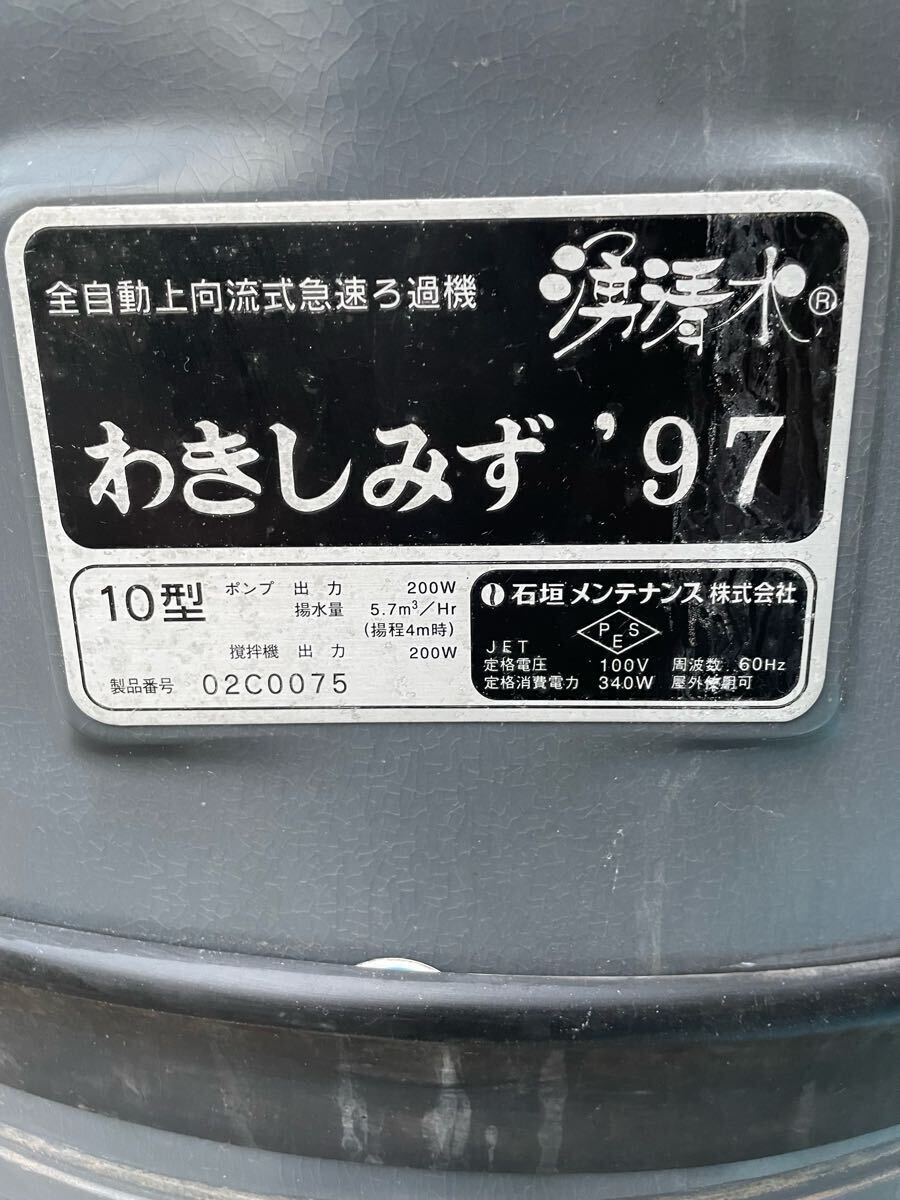 全自動上向流式急速ろ過機
湧清水®
わきしみず ’97
10型
ポンプ 出 力 200W
揚水量 5.7m³/Hr
(揚程4m時)
撹拌機 出 力 200W
製品番号 02C0075
石垣メンテナンス株式会社
PSE
JET
定格電圧 100V 周波数 60Hz
定格消費電力 340W 屋外使用可